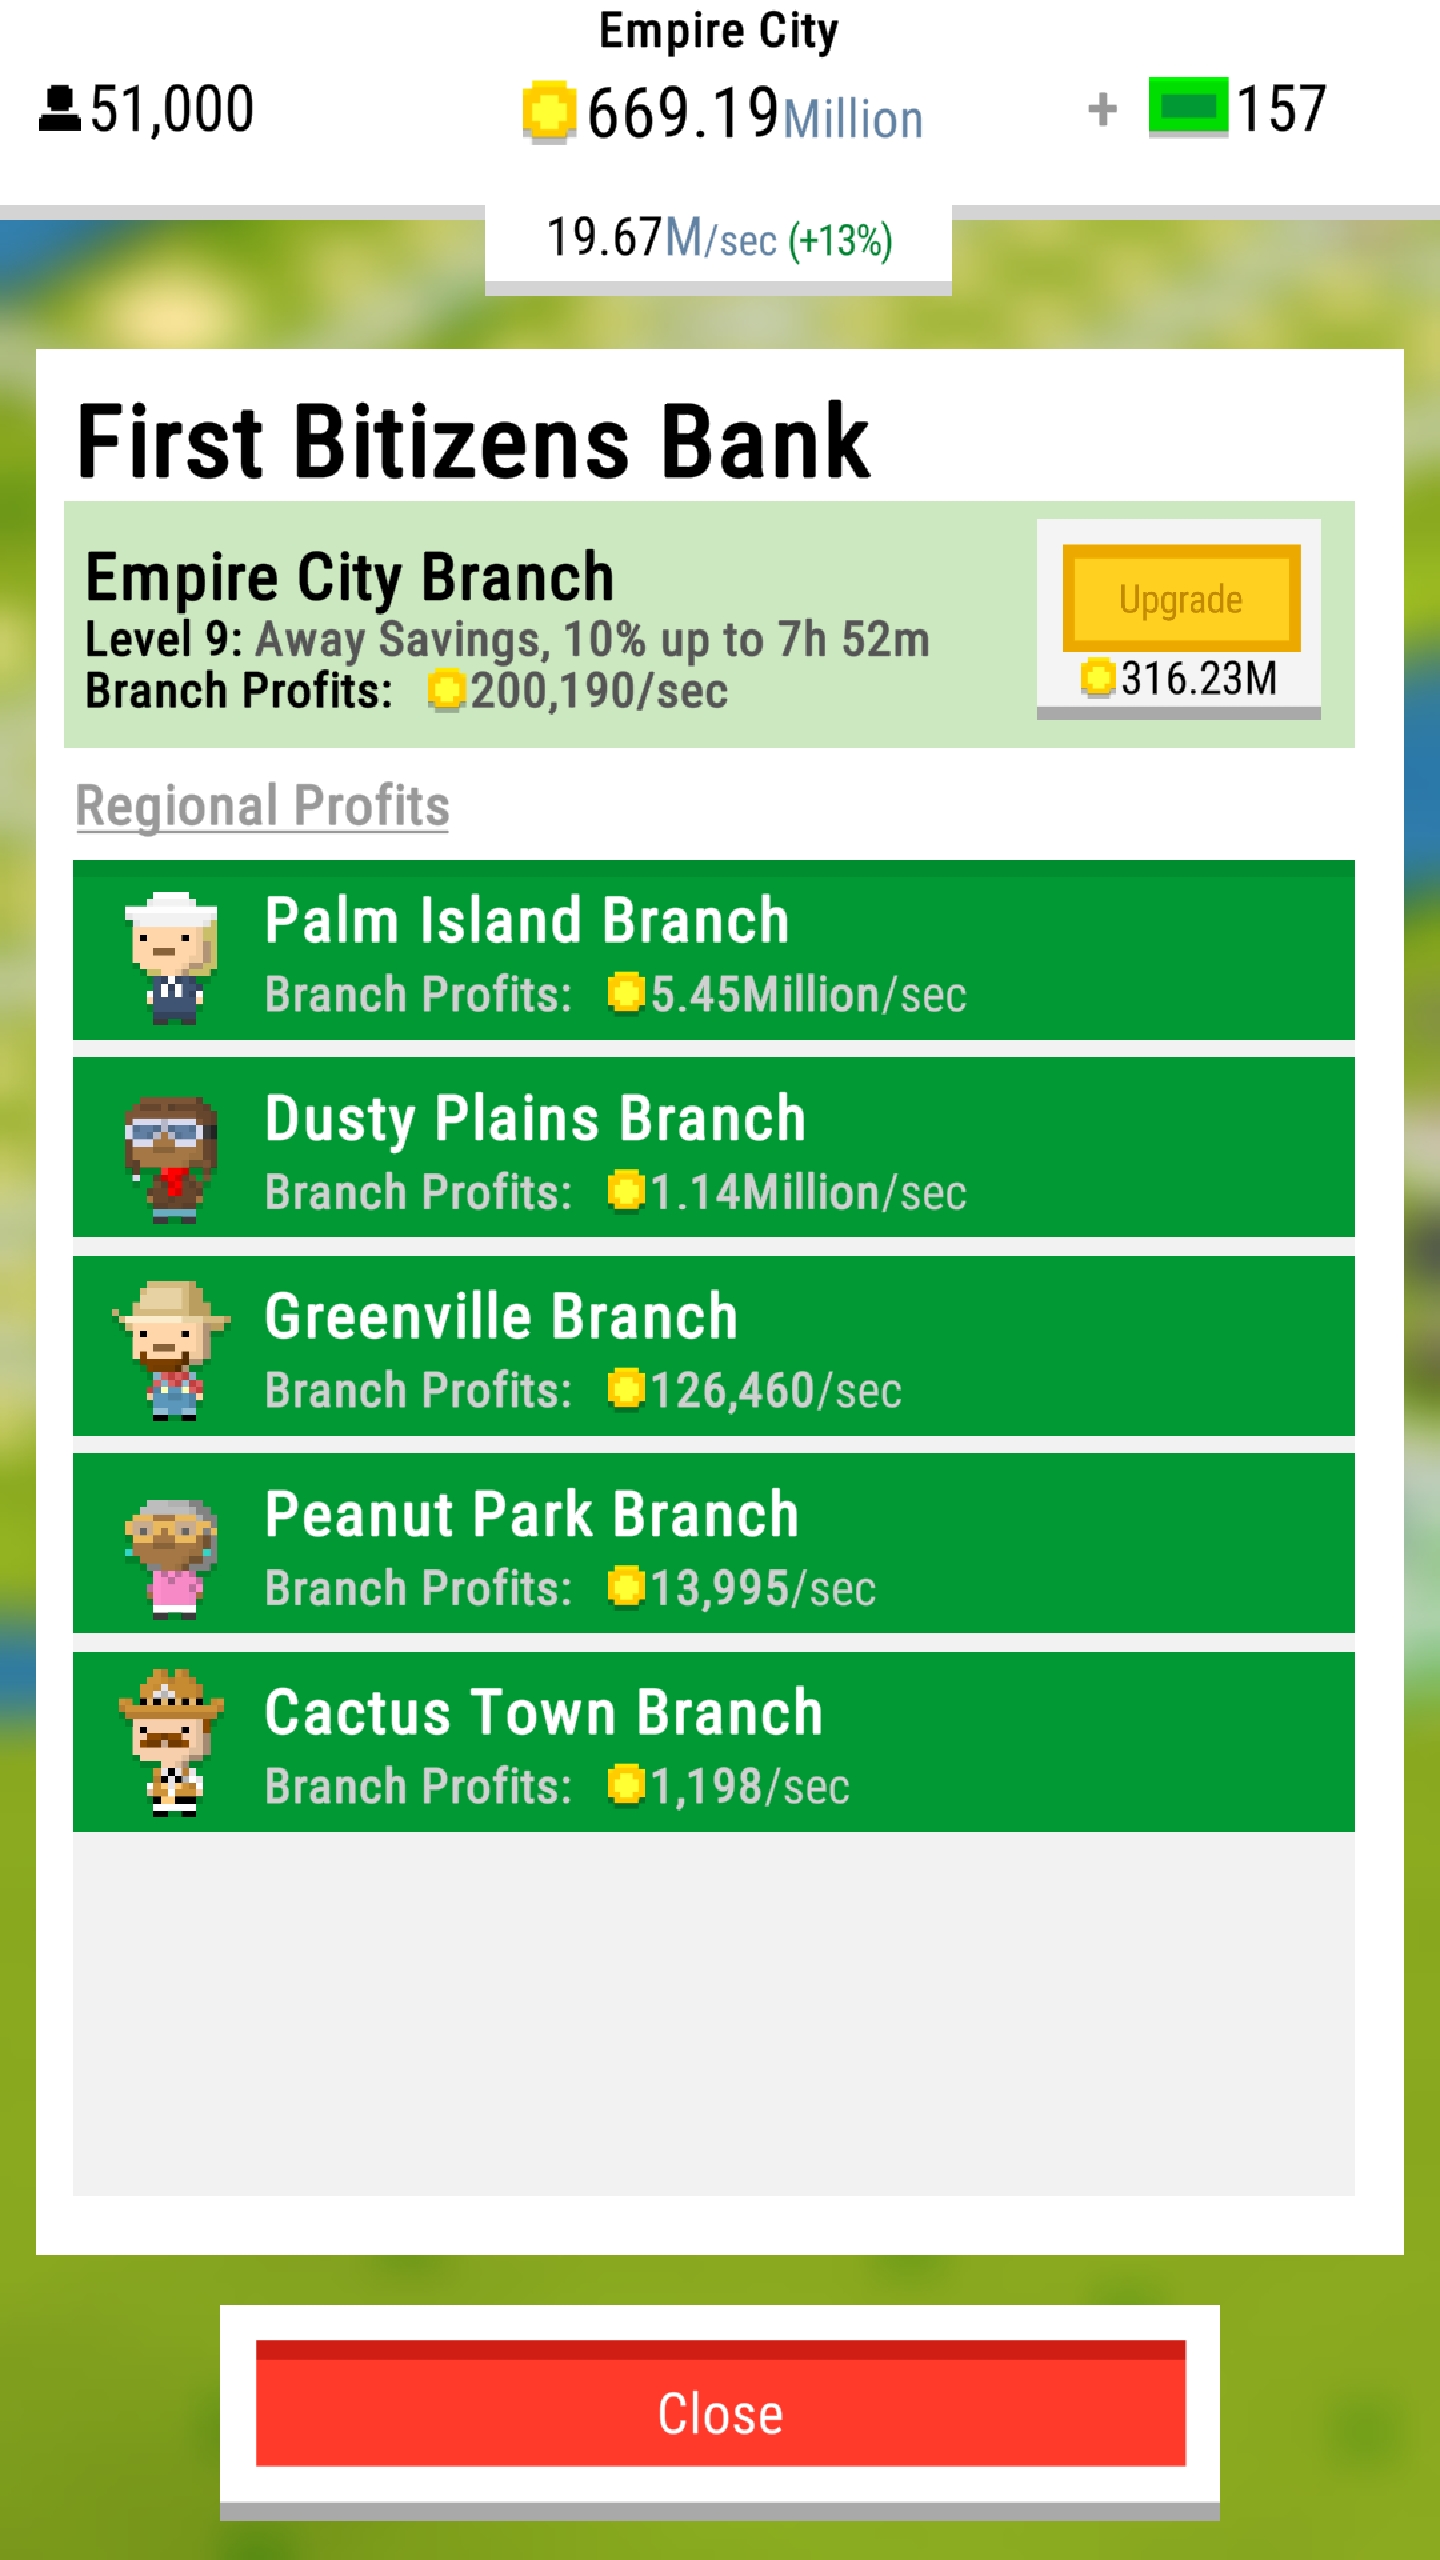 Empire City
51,000
669.19Million
+ 157
19.67M/sec (+13%)
First Bitizens Bank
Empire City Branch
Level 9: Away Savings, 10% up to 7h 52m
Branch Profits: 200,190/sec
Upgrade
316.23M
Regional Profits
Palm Island Branch
Branch Profits: 5.45Million/sec
Dusty Plains Branch
Branch Profits: 1.14Million/sec
Greenville Branch
Branch Profits: 126,460/sec
Peanut Park Branch
Branch Profits: 13,995/sec
Cactus Town Branch
Branch Profits: 1,198/sec
Close